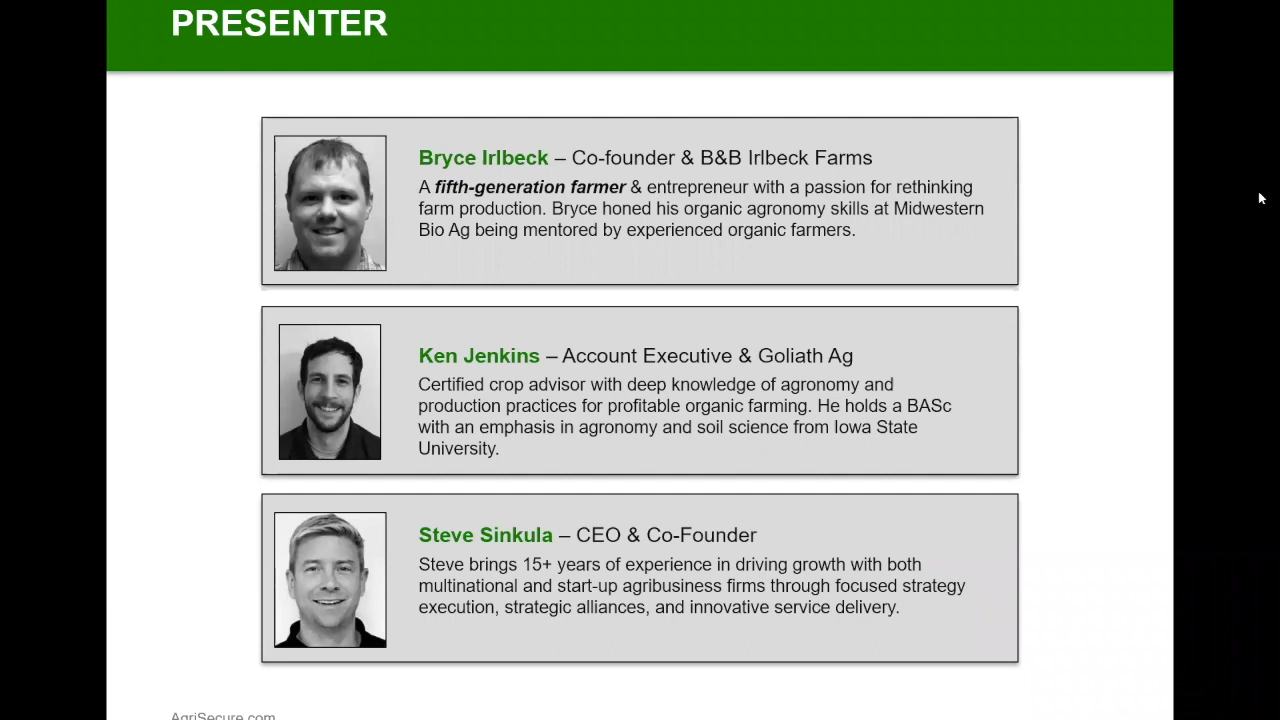 PRESENTER
Bryce Irlbeck – Co-founder & B&B Irlbeck Farms
A fifth-generation farmer & entrepreneur with a passion for rethinking
farm production. Bryce honed his organic agronomy skills at Midwestern
Bio Ag being mentored by experienced organic farmers.
Ken Jenkins – Account Executive & Goliath Ag
Certified crop advisor with deep knowledge of agronomy and
production practices for profitable organic farming. He holds a BASc
with an emphasis in agronomy and soil science from Iowa State
University.
Steve Sinkula – CEO & Co-Founder
Steve brings 15+ years of experience in driving growth with both
multinational and start-up agribusiness firms through focused strategy
execution, strategic alliances, and innovative service delivery.
AgriSecure.com